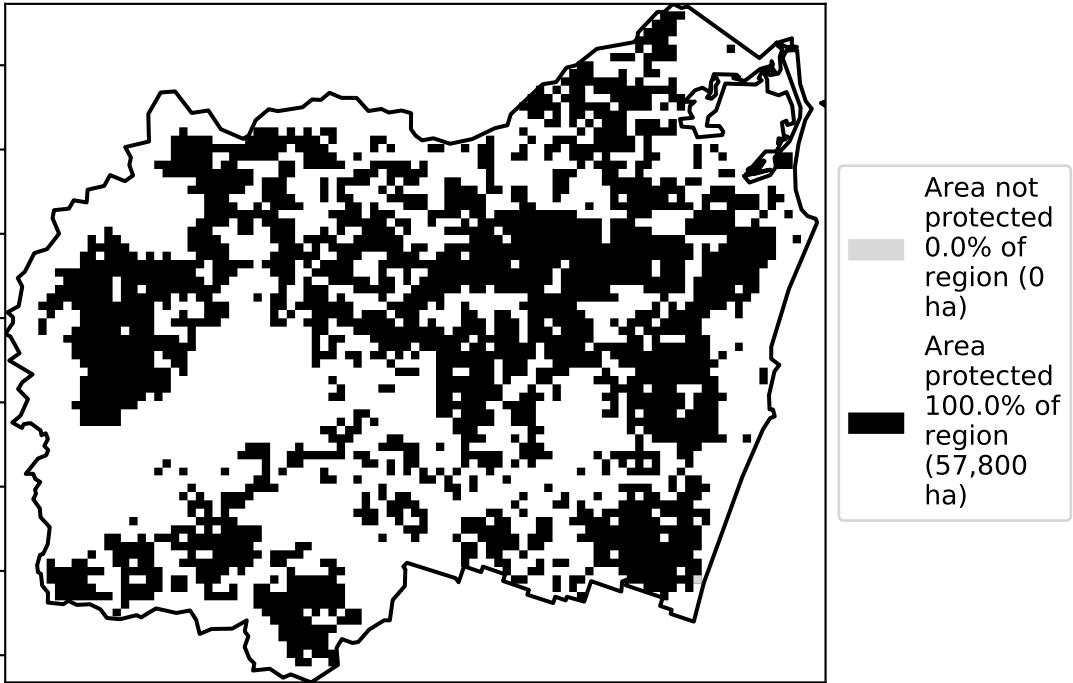 Area not
protected
0.0% of
region (0
ha)
Area
protected
100.0% of
region
(57,800
ha)